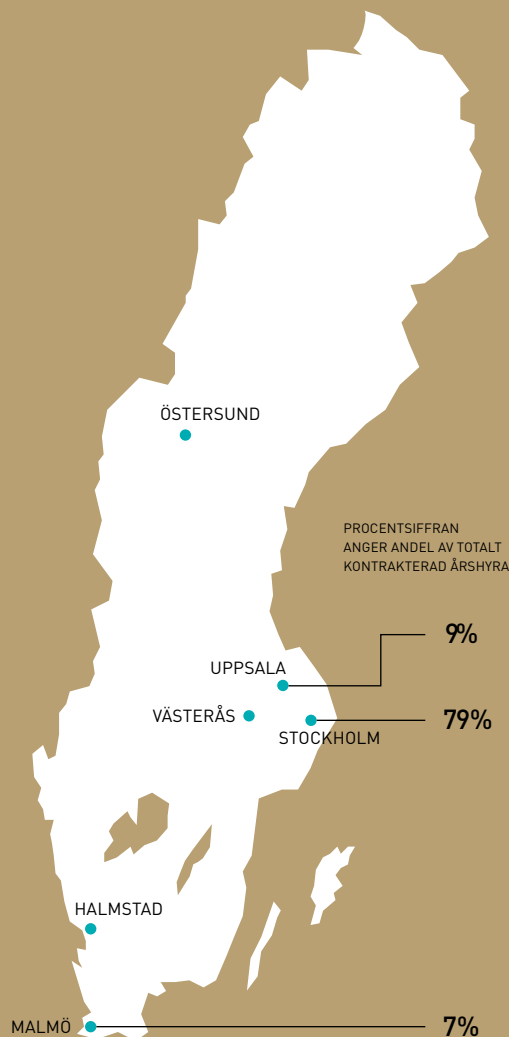 ÖSTERSUND
PROCENTSIFFRAN
ANGER ANDEL AV TOTALT
KONTRAKTERAD ÅRSHYRA
9%
UPPSALA
VÄSTERÅS
79%
STOCKHOLM
HALMSTAD
MALMÖ
7%